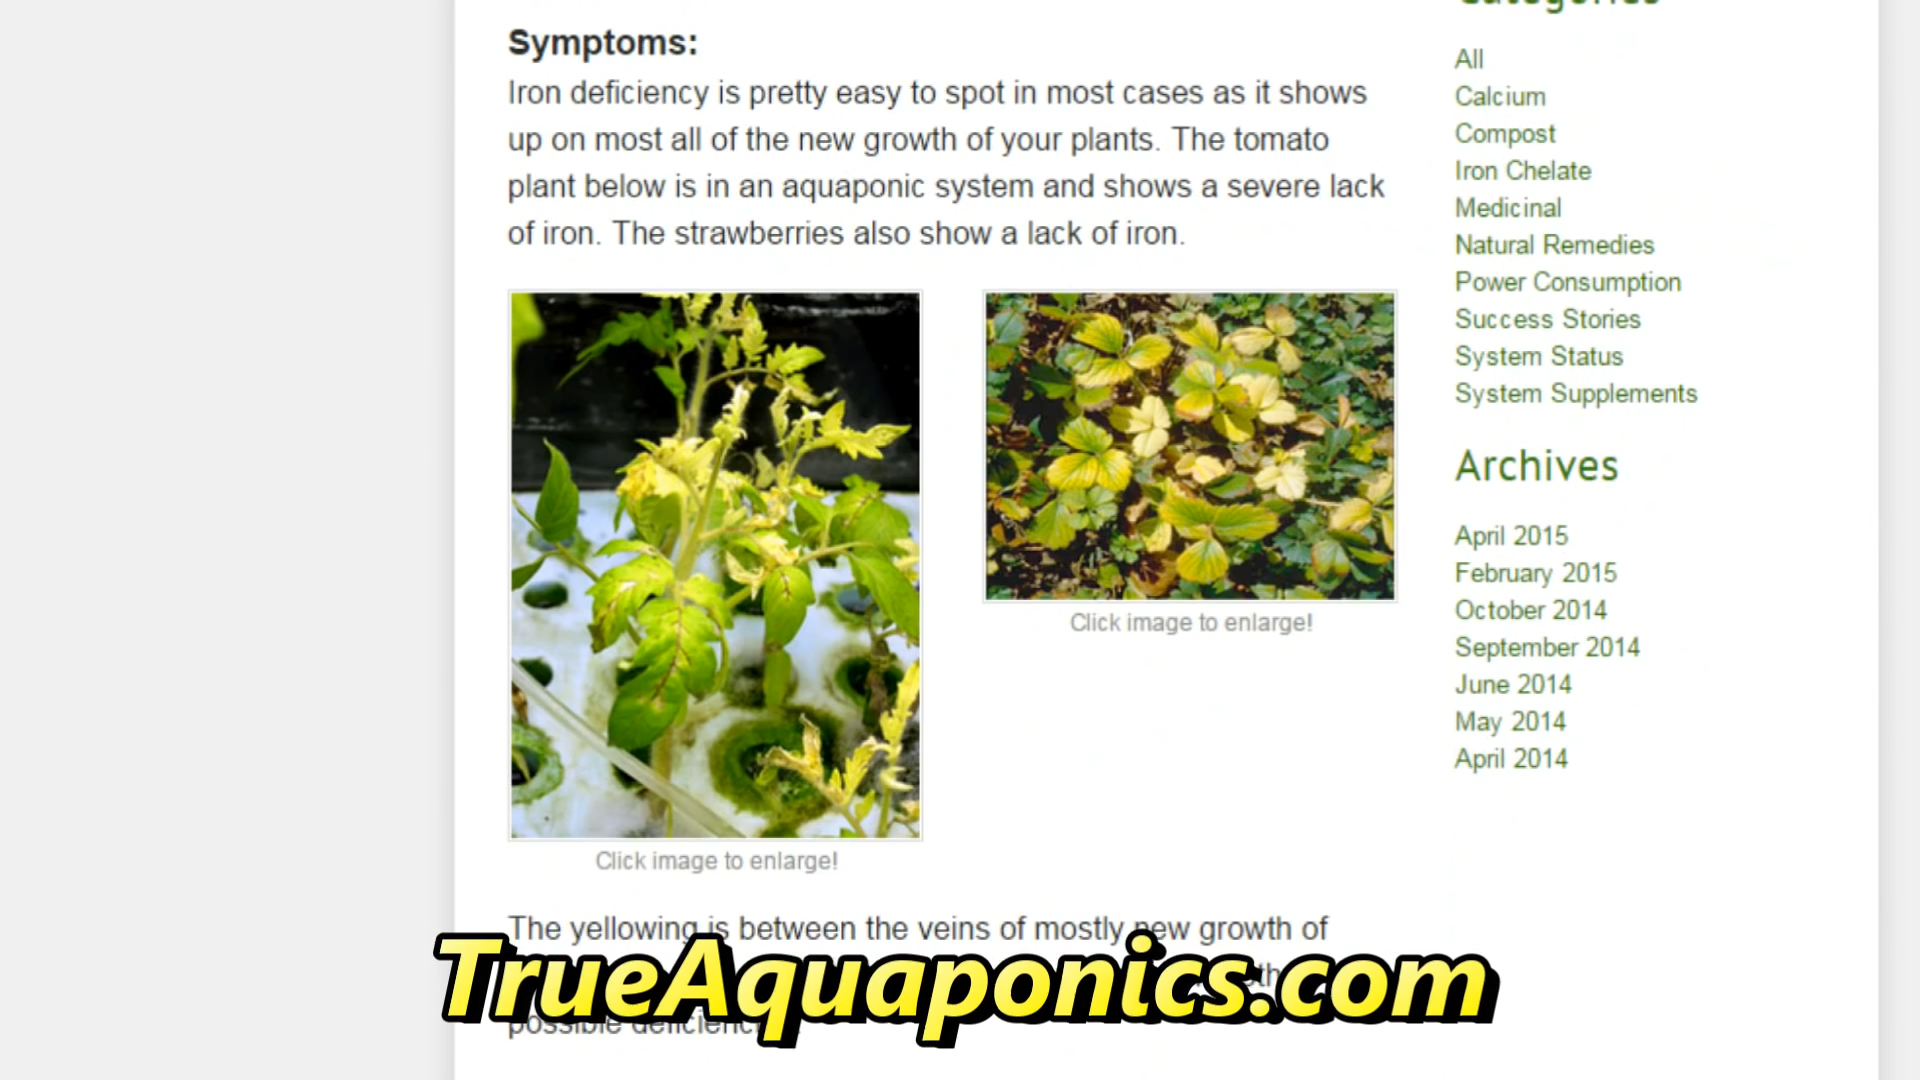 Categories
Symptoms:
Iron deficiency is pretty easy to spot in most cases as it shows
up on most all of the new growth of your plants. The tomato
plant below is in an aquaponic system and shows a severe lack
of iron. The strawberries also show a lack of iron.
Click image to enlarge!
Click image to enlarge!
The yellowing is between the veins of mostly new growth of
possible
TrueAquaponics.com
All
Calcium
Compost
Iron Chelate
Medicinal
Natural Remedies
Power Consumption
Success Stories
System Status
System Supplements
Archives
April 2015
February 2015
October 2014
September 2014
June 2014
May 2014
April 2014